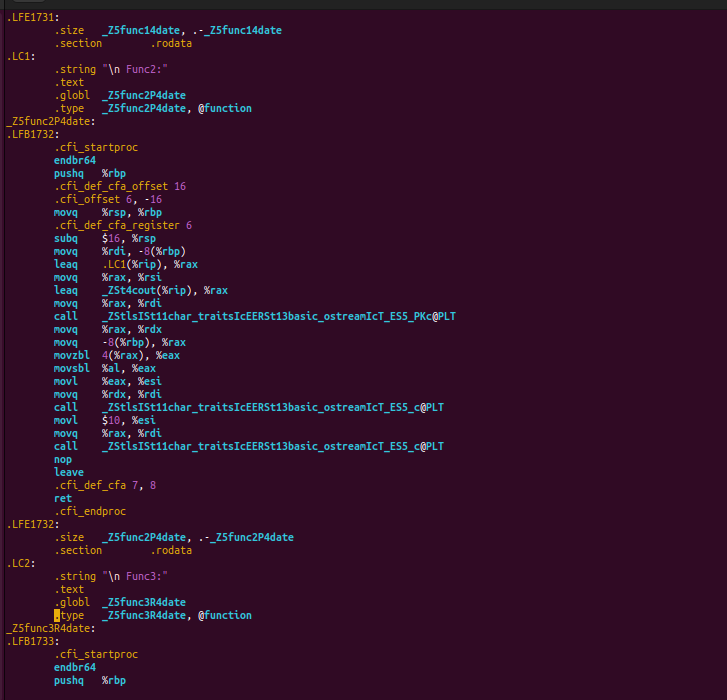 .LFE1731:
.size _Z5func14date, .-_Z5func14date
.section .rodata
.LC1:
.string "\n Func2:"
.text
.globl _Z5func2P4date
.type _Z5func2P4date, @function
_Z5func2P4date:
.LFB1732:
.cfi_startproc
endbr64
pushq %rbp
.cfi_def_cfa_offset 16
.cfi_offset 6, -16
movq %rsp, %rbp
.cfi_def_cfa_register 6
subq $16, %rsp
movq %rdi, -8(%rbp)
leaq .LC1(%rip), %rax
movq %rax, %rsi
leaq _ZSt4cout(%rip), %rax
movq %rax, %rdi
call _ZStlsISt11char_traitsIcEERSt13basic_ostreamIcT_ES5_PKc@PLT
movq %rax, %rdx
movq -8(%rbp), %rax
movzbl 4(%rax), %eax
movsbl %al, %eax
movl %eax, %esi
movq %rdx, %rdi
call _ZStlsISt11char_traitsIcEERSt13basic_ostreamIcT_ES5_c@PLT
movl $10, %esi
movq %rax, %rdi
call _ZStlsISt11char_traitsIcEERSt13basic_ostreamIcT_ES5_c@PLT
nop
leave
.cfi_def_cfa 7, 8
ret
.cfi_endproc
.LFE1732:
.size _Z5func2P4date, .-_Z5func2P4date
.section .rodata
.LC2:
.string "\n Func3:"
.text
.globl _Z5func3R4date
.type _Z5func3R4date, @function
_Z5func3R4date:
.LFB1733:
.cfi_startproc
endbr64
pushq %rbp